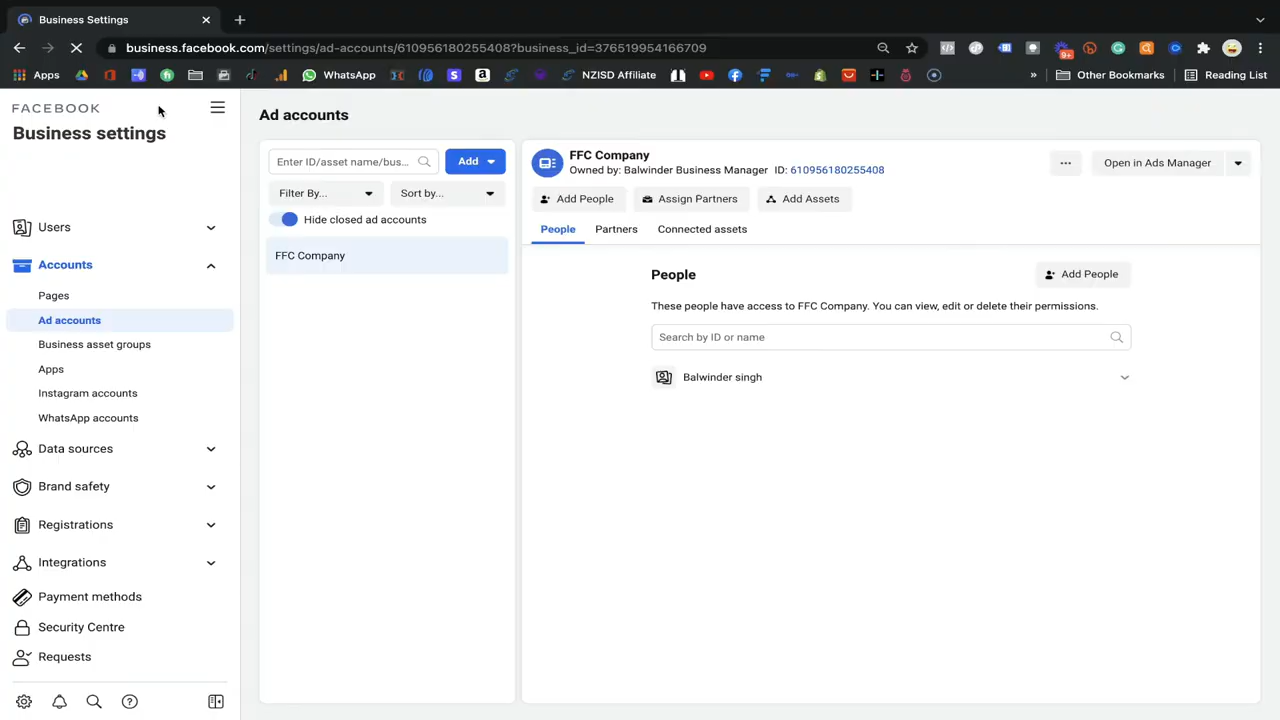 Business Settings
business.facebook.com/settings/ad-accounts/610956180255408?business_id=376519954166709
Apps
WhatsApp
NZISD Affiliate
»
Other Bookmarks
Reading List
9+
FACEBOOK
Business settings
Users
Accounts
Pages
Ad accounts
Business asset groups
Apps
Instagram accounts
WhatsApp accounts
Data sources
Brand safety
Registrations
Integrations
Payment methods
Security Centre
Requests
Ad accounts
Enter ID/asset name/bus...
Add
Filter By...
Sort by...
Hide closed ad accounts
FFC Company
FFC Company
Owned by: Balwinder Business Manager ID: 610956180255408
...
Open in Ads Manager
Add People
Assign Partners
Add Assets
People
Partners
Connected assets
People
Add People
These people have access to FFC Company. You can view, edit or delete their permissions.
Search by ID or name
Balwinder singh